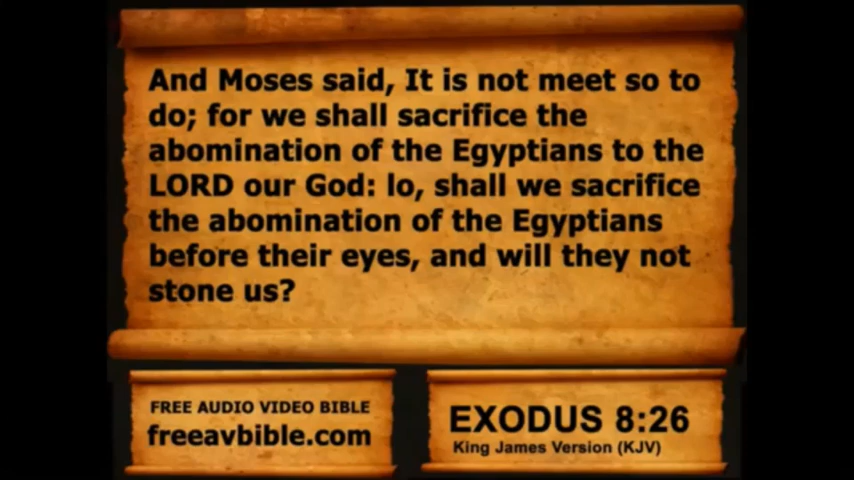 And Moses said, It is not meet so to
do; for we shall sacrifice the
abomination of the Egyptians to the
LORD our God: lo, shall we sacrifice
the abomination of the Egyptians
before their eyes, and will they not
stone us?
FREE AUDIO VIDEO BIBLE
freeavbible.com
EXODUS 8:26
King James Version (KJV)